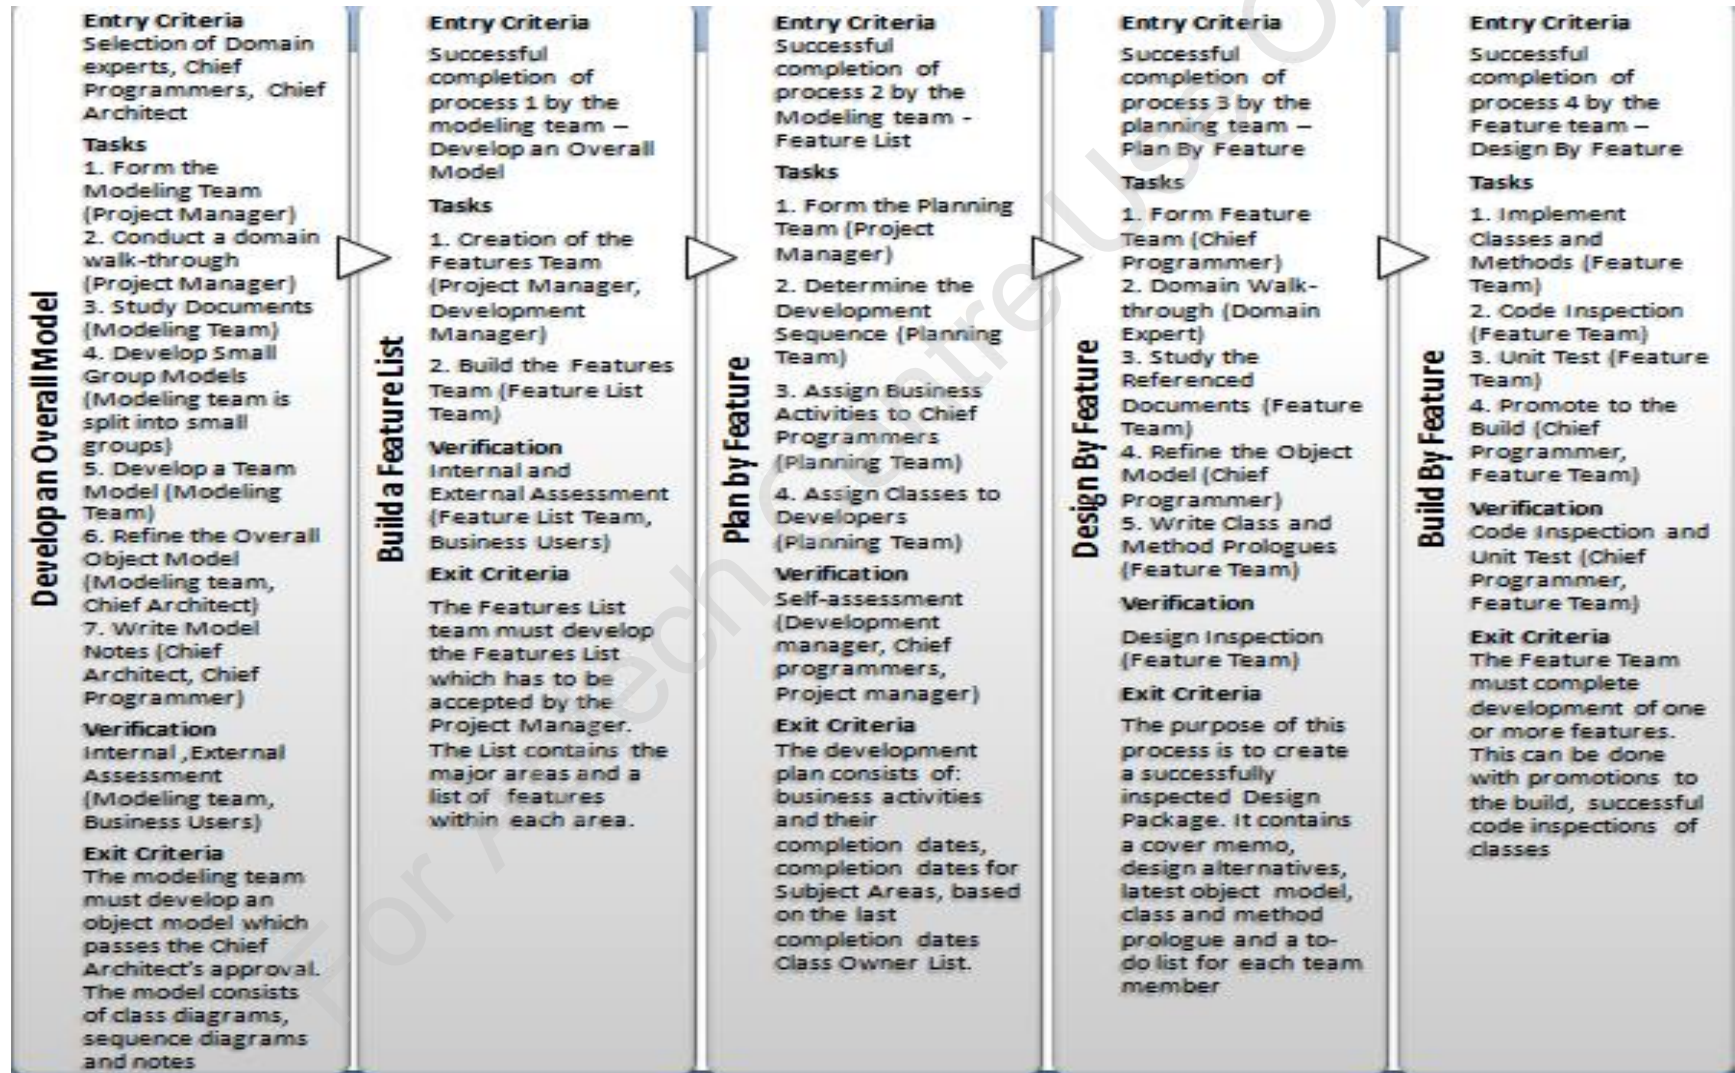 Develop an Overall Model
Entry Criteria
Selection of Domain
experts, Chief
Programmers, Chief
Architect
Tasks
1. Form the
Modeling Team
(Project Manager)
2. Conduct a domain
walk-through
(Project Manager)
3. Study Documents
(Modeling Team)
4. Develop Small
Group Models
(Modeling team is
split into small
groups)
5. Develop a Team
Model (Modeling
Team)
6. Refine the Overall
Object Model
(Modeling team,
Chief Architect)
7. Write Model
Notes (Chief
Architect, Chief
Programmer)
Verification
Internal ,External
Assessment
(Modeling team,
Business Users)
Exit Criteria
The modeling team
must develop an
object model which
passes the Chief
Architect's approval.
The model consists
of class diagrams,
sequence diagrams
and notes
Build a Feature List
Entry Criteria
Successful
completion of
process 1 by the
modeling team –
Develop an Overall
Model
Tasks
1. Creation of the
Features Team
(Project Manager,
Development
Manager)
2. Build the Features
Team (Feature List
Team)
Verification
Internal and
External Assessment
(Feature List Team,
Business Users)
Exit Criteria
The Features List
team must develop
the Features List
which has to be
accepted by the
Project Manager.
The List contains the
major areas and a
list of features
within each area.
Plan by Feature
Entry Criteria
Successful
completion of
process 2 by the
Modeling team -
Feature List
Tasks
1. Form the Planning
Team (Project
Manager)
2. Determine the
Development
Sequence (Planning
Team)
3. Assign Business
Activities to Chief
Programmers
(Planning Team)
4. Assign Classes to
Developers
(Planning Team)
Verification
Self-assessment
(Development
manager, Chief
programmers,
Project manager)
Exit Criteria
The development
plan consists of:
business activities
and their
completion dates,
completion dates for
Subject Areas, based
on the last
completion dates
Class Owner List.
Design By Feature
Entry Criteria
Successful
completion of
process 3 by the
planning team –
Plan By Feature
Tasks
1. Form Feature
Team (Chief
Programmer)
2. Domain Walk-
through (Domain
Expert)
3. Study the
Referenced
Documents (Feature
Team)
4. Refine the Object
Model (Chief
Programmer)
5. Write Class and
Method Prologues
(Feature Team)
Verification
Design Inspection
(Feature Team)
Exit Criteria
The purpose of this
process is to create
a successfully
inspected Design
Package. It contains
a cover memo,
design alternatives,
latest object model,
class and method
prologue and a to-
do list for each team
member
Build By Feature
Entry Criteria
Successful
completion of
process 4 by the
Feature team –
Design By Feature
Tasks
1. Implement
Classes and
Methods (Feature
Team)
2. Code Inspection
(Feature Team)
3. Unit Test (Feature
Team)
4. Promote to the
Build (Chief
Programmer,
Feature Team)
Verification
Code Inspection and
Unit Test (Chief
Programmer,
Feature Team)
Exit Criteria
The Feature Team
must complete
development of one
or more features.
This can be done
with promotions to
the build, successful
code inspections of
classes